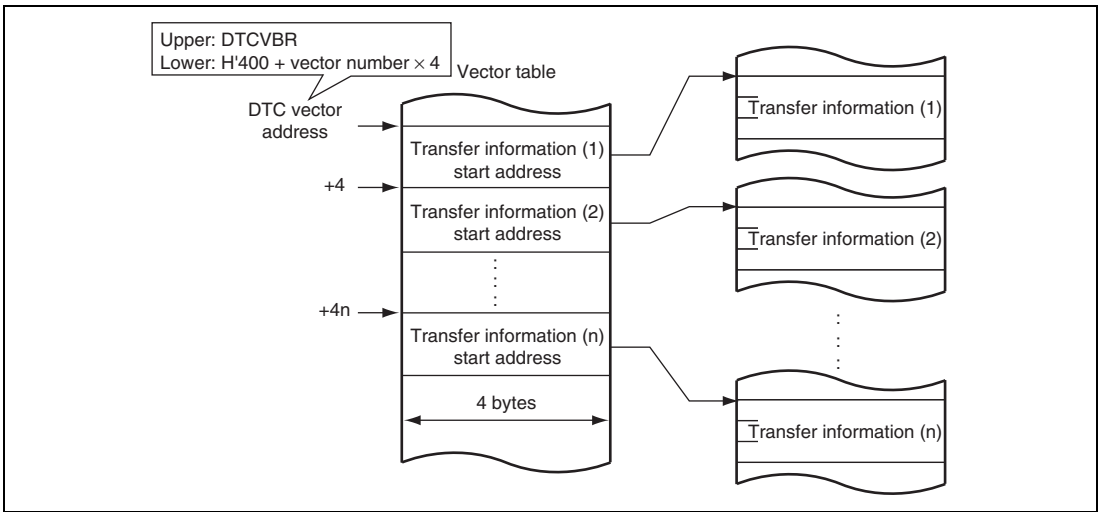 Upper: DTCVBR
Lower: H'400 + vector number × 4
Vector table
DTC vector
address
Transfer information (1)
start address
+4
Transfer information (2)
start address
+4n
Transfer information (n)
start address
4 bytes
Transfer information (1)
Transfer information (2)
Transfer information (n)